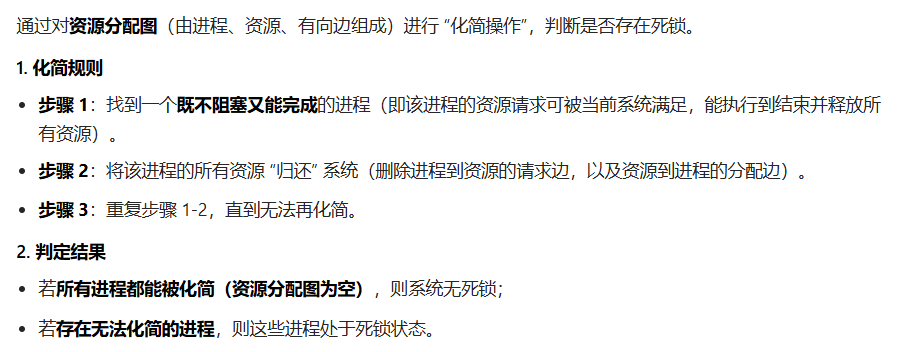 通过对资源分配图（由进程、资源、有向边组成）进行 “化简操作”，判断是否存在死锁。
1. 化简规则
• 步骤 1：找到一个既不阻塞又能完成的进程（即该进程的资源请求可被当前系统满足，能执行到结束并释放所
有资源）。
• 步骤 2：将该进程的所有资源 “归还” 系统（删除进程到资源的请求边，以及资源到进程的分配边）。
• 步骤 3：重复步骤 1-2，直到无法再化简。
2. 判定结果
• 若所有进程都能被化简（资源分配图为空），则系统无死锁；
• 若存在无法化简的进程，则这些进程处于死锁状态。